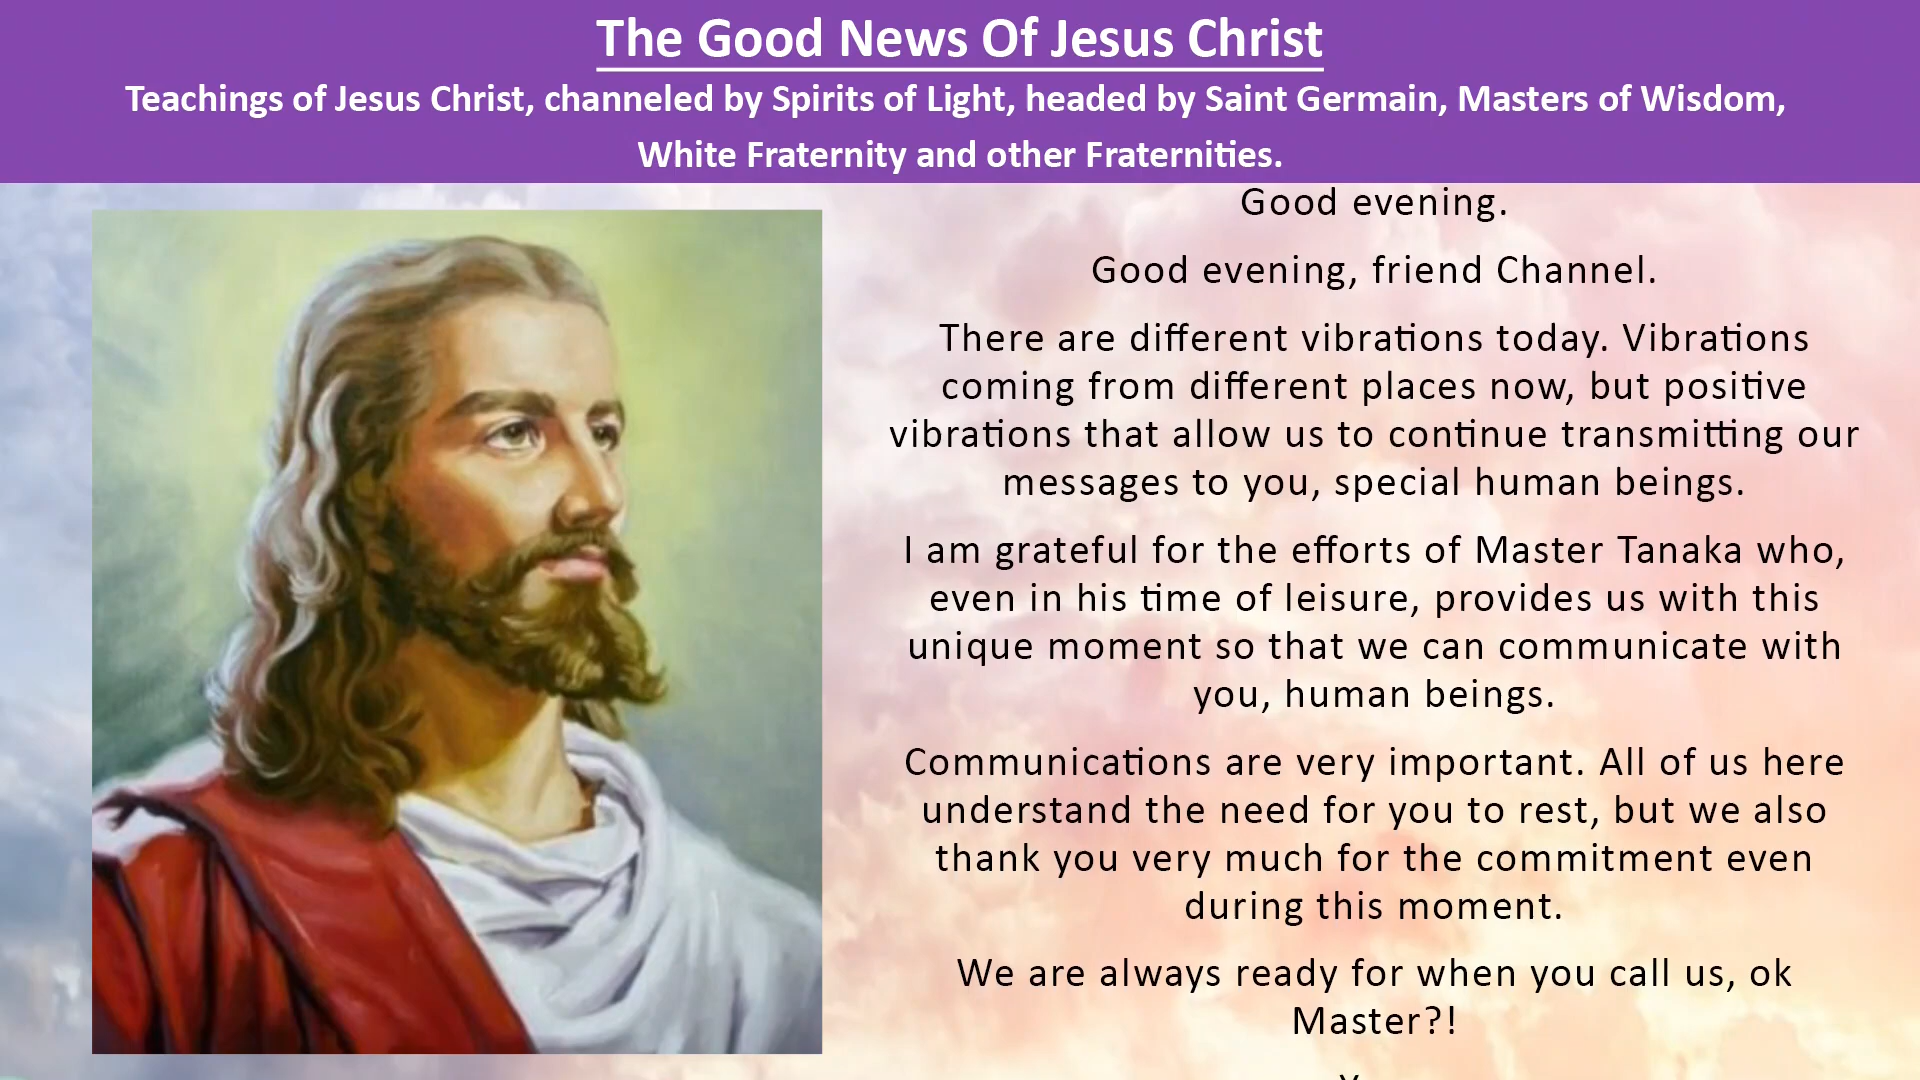 The Good News Of Jesus Christ
Teachings of Jesus Christ, channeled by Spirits of Light, headed by Saint Germain, Masters of Wisdom,
White Fraternity and other Fraternities.
Good evening.
Good evening, friend Channel.
There are different vibrations today. Vibrations
coming from different places now, but positive
vibrations that allow us to continue transmitting our
messages to you, special human beings.
I am grateful for the efforts of Master Tanaka who,
even in his time of leisure, provides us with this
unique moment so that we can communicate with
you, human beings.
Communications are very important. All of us here
understand the need for you to rest, but we also
thank you very much for the commitment even
during this moment.
We are always ready for when you call us, ok
Master?!